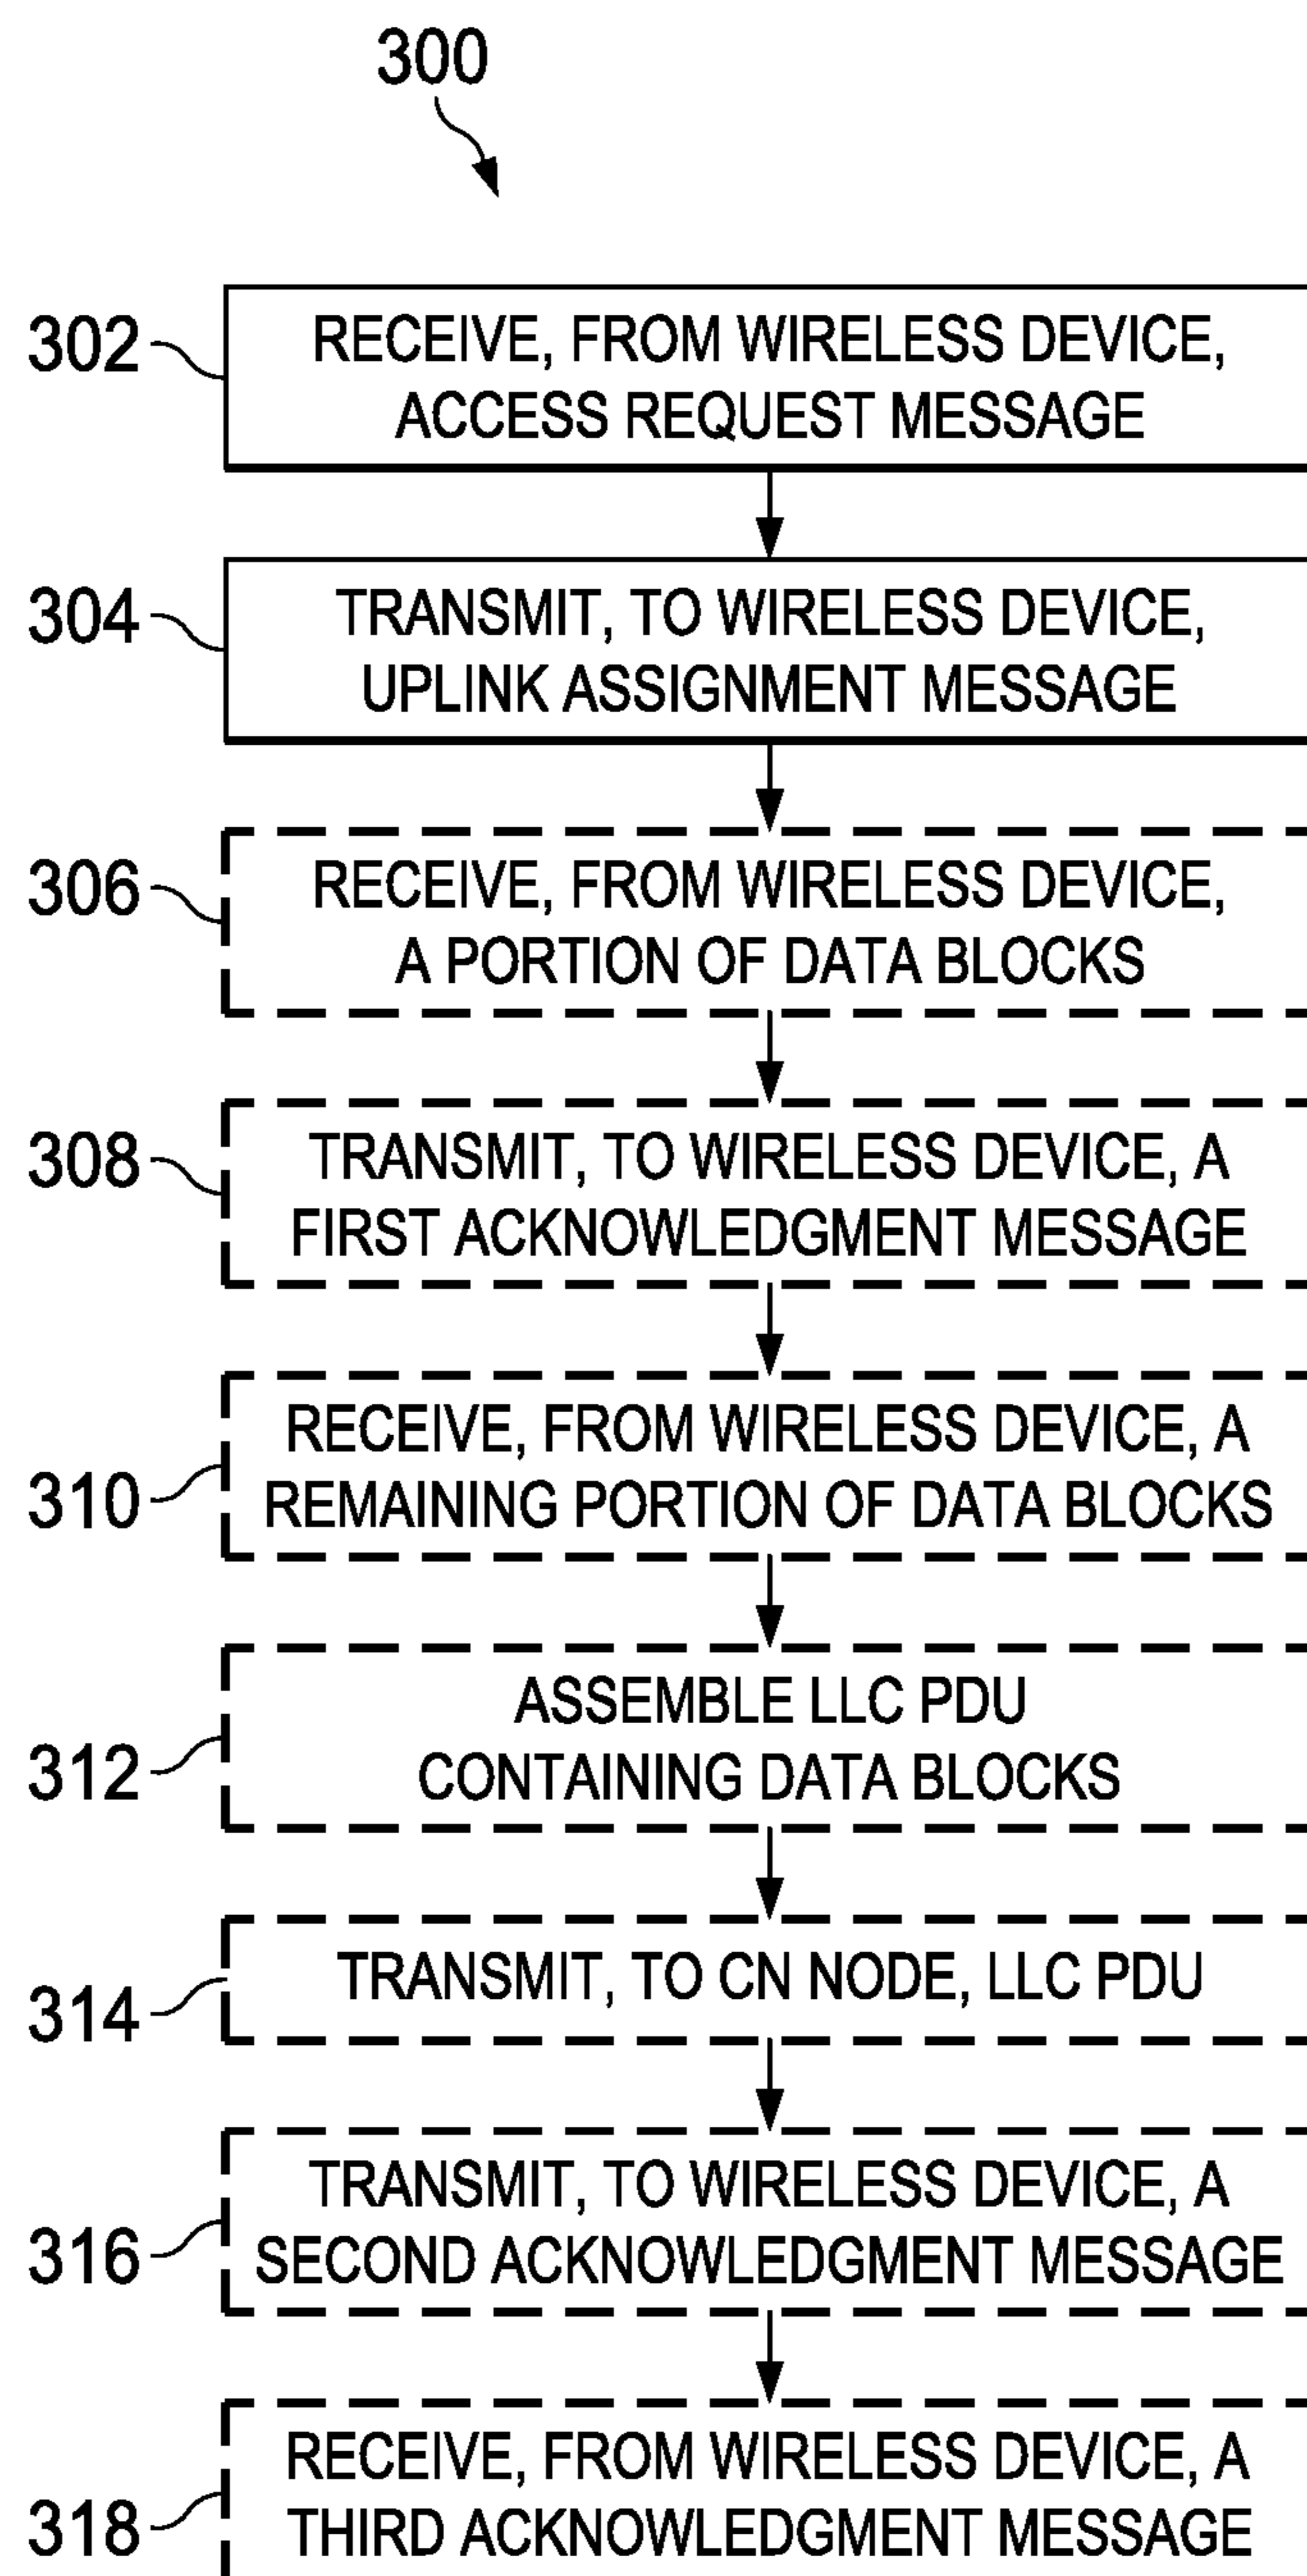 300
302
RECEIVE, FROM WIRELESS DEVICE,
ACCESS REQUEST MESSAGE
304
TRANSMIT, TO WIRELESS DEVICE,
UPLINK ASSIGNMENT MESSAGE
306
RECEIVE, FROM WIRELESS DEVICE,
A PORTION OF DATA BLOCKS
308
TRANSMIT, TO WIRELESS DEVICE, A
FIRST ACKNOWLEDGMENT MESSAGE
310
RECEIVE, FROM WIRELESS DEVICE, A
REMAINING PORTION OF DATA BLOCKS
312
ASSEMBLE LLC PDU
CONTAINING DATA BLOCKS
314
TRANSMIT, TO CN NODE, LLC PDU
316
TRANSMIT, TO WIRELESS DEVICE, A
SECOND ACKNOWLEDGMENT MESSAGE
318
RECEIVE, FROM WIRELESS DEVICE, A
THIRD ACKNOWLEDGMENT MESSAGE